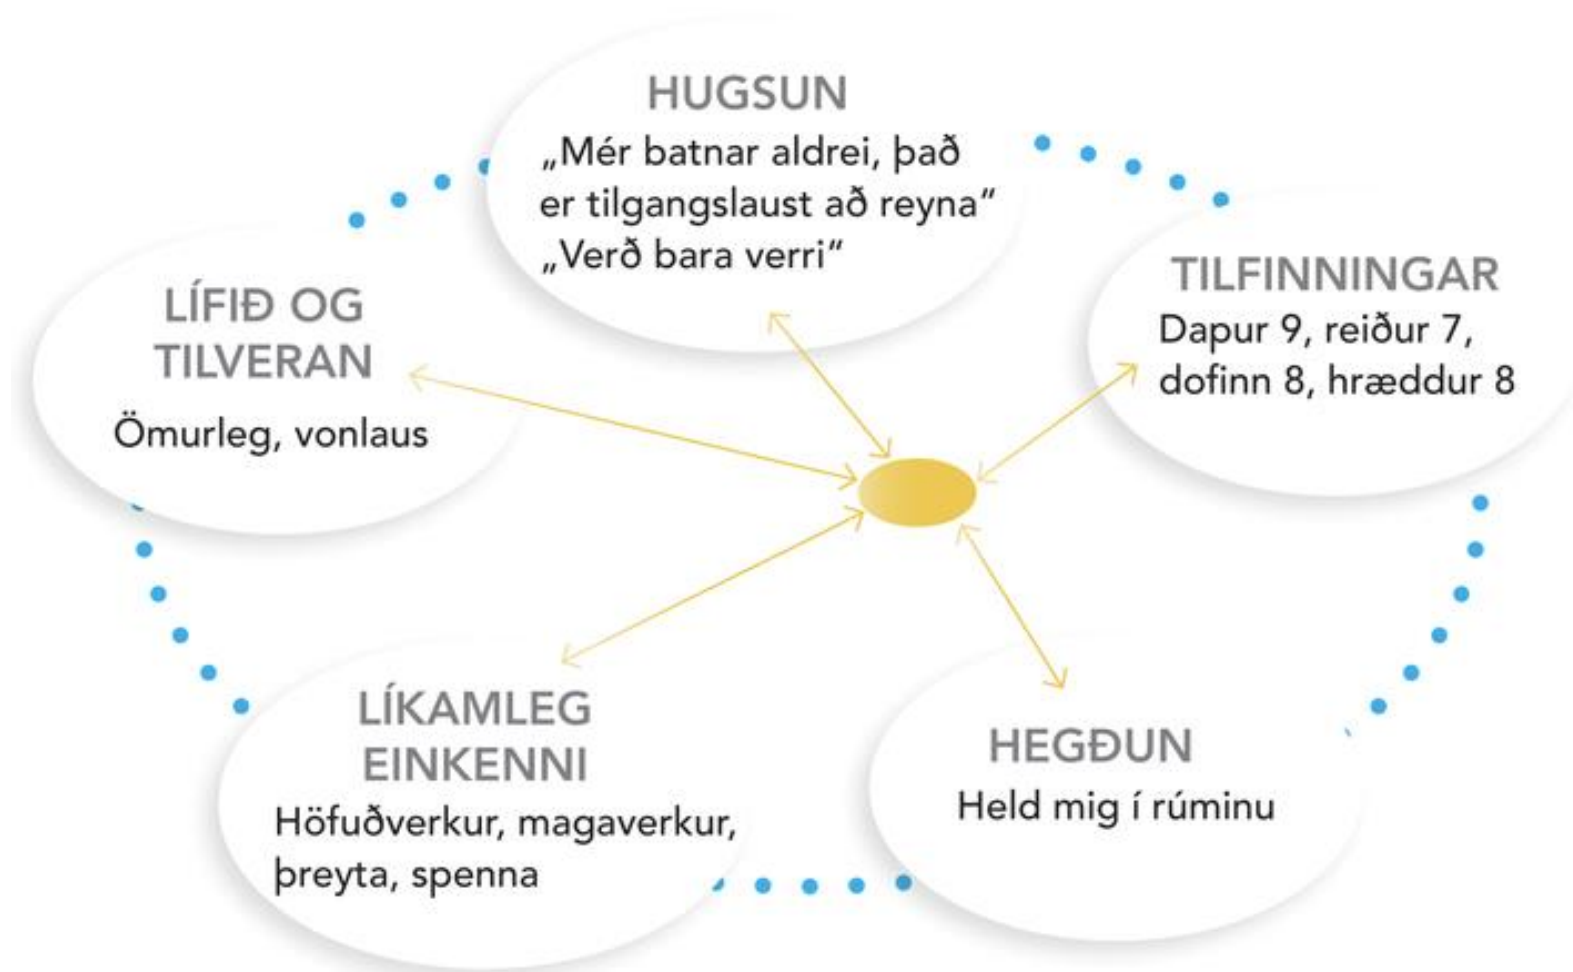 HUGSUN
„Mér batnar aldrei, það
er tilgangslaust að reyna“
„Verð bara verri“
TILFINNINGAR
Dapur 9, reiður 7,
dofinn 8, hræddur 8
LÍFIÐ OG
TILVERAN
Ömurleg, vonlaus
LÍKAMLEG
EINKENNI
Höfuðverkur, magaverkur,
þreyta, spenna
HEGÐUN
Held mig í rúminu